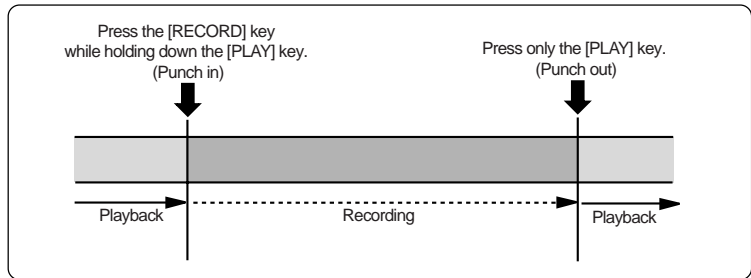 Press the [RECORD] key
while holding down the [PLAY] key.
(Punch in)
Press only the [PLAY] key.
(Punch out)
Playback
Recording
Playback